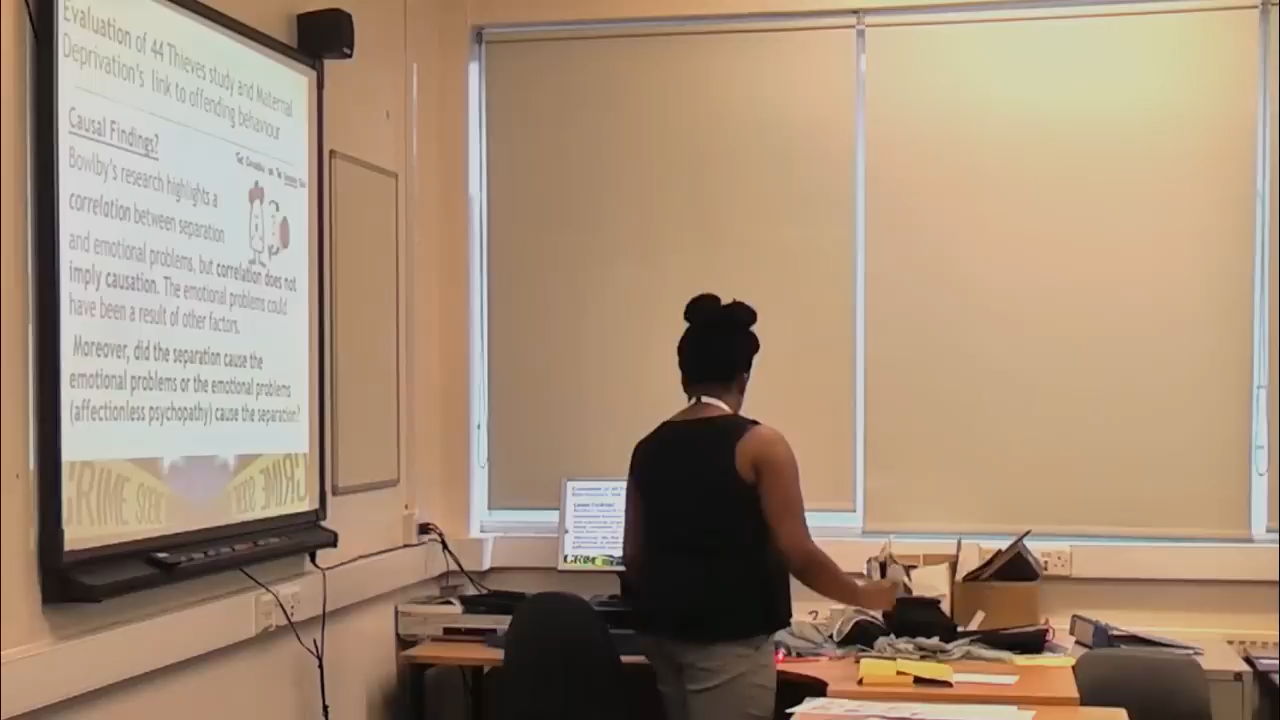 Evaluation of 44 Thieves study and Maternal
Deprivation's link to offending behaviour
Causal Findings?
Bowlby's research highlights a
correlation between separation
and emotional problems, but correlation does not
imply causation. The emotional problems could
have been a result of other factors.
Moreover, did the separation cause the
emotional problems or the emotional problems
(affectionless psychopathy) cause the separation?
CRIME SCENE
Causal Findings?
CRIME